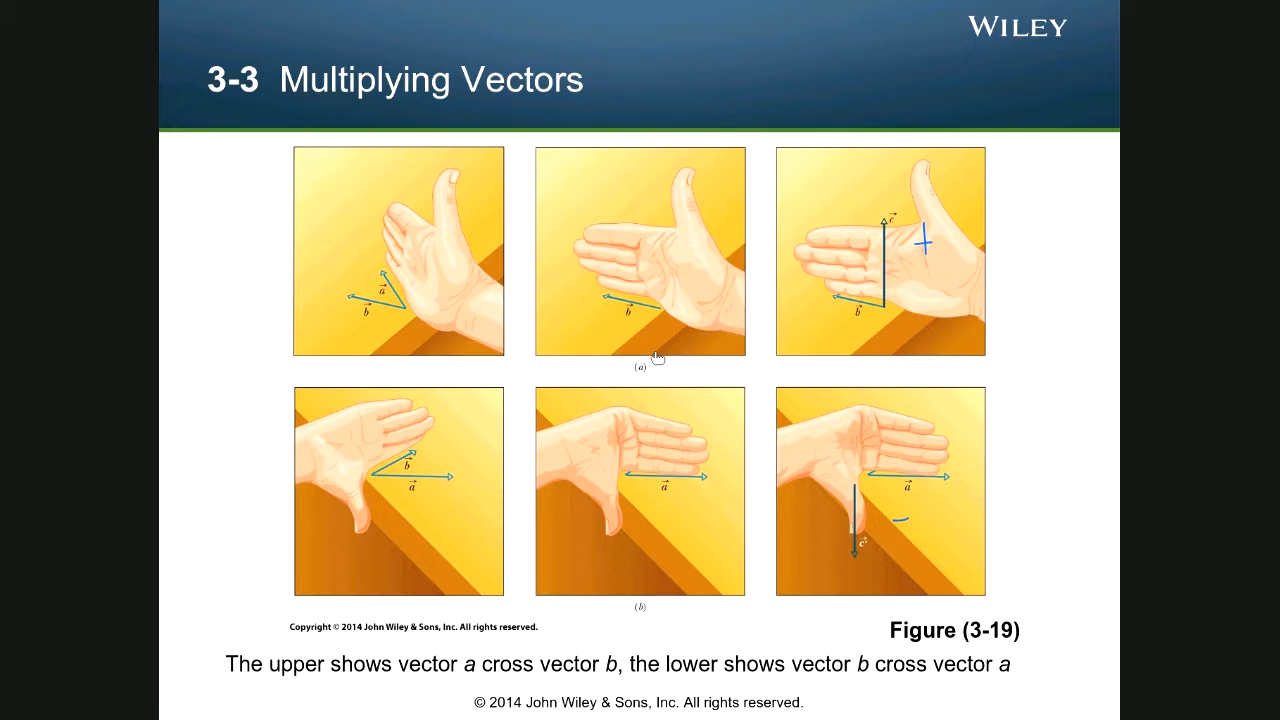 WILEY
3-3 Multiplying Vectors
a
b
b
c
b
(a)
b
a
a
a
c'
(b)
Copyright © 2014 John Wiley & Sons, Inc. All rights reserved.
Figure (3-19)
The upper shows vector a cross vector b, the lower shows vector b cross vector a
© 2014 John Wiley & Sons, Inc. All rights reserved.